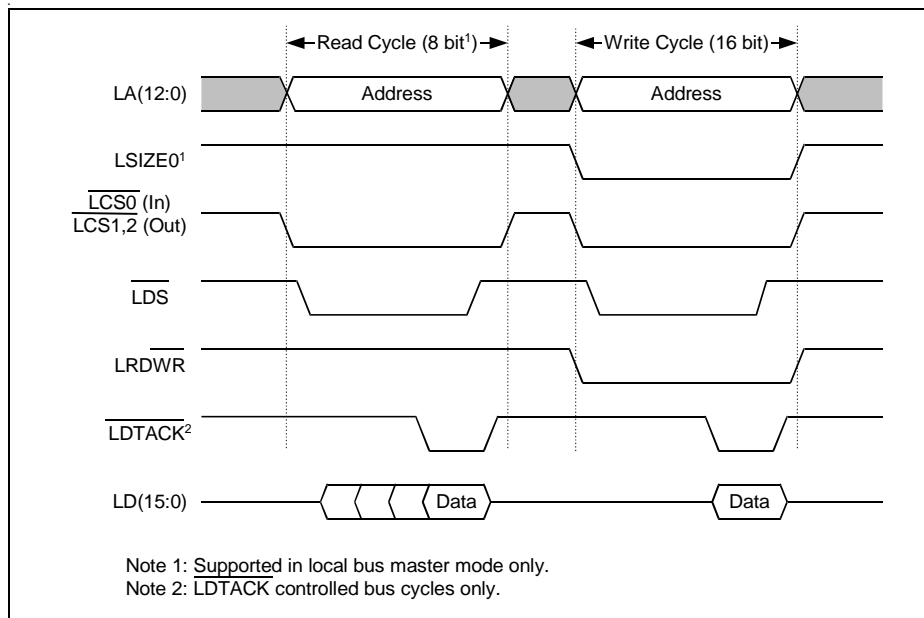 Read Cycle (8 bit¹) Write Cycle (16 bit)
LA(12:0) Address Address
LSIZE0¹
LCS0 (In)
LCS1,2 (Out)
LDS
LRDWR
LDTACK²
LD(15:0) Data Data
Note 1: Supported in local bus master mode only.
Note 2: LDTACK controlled bus cycles only.